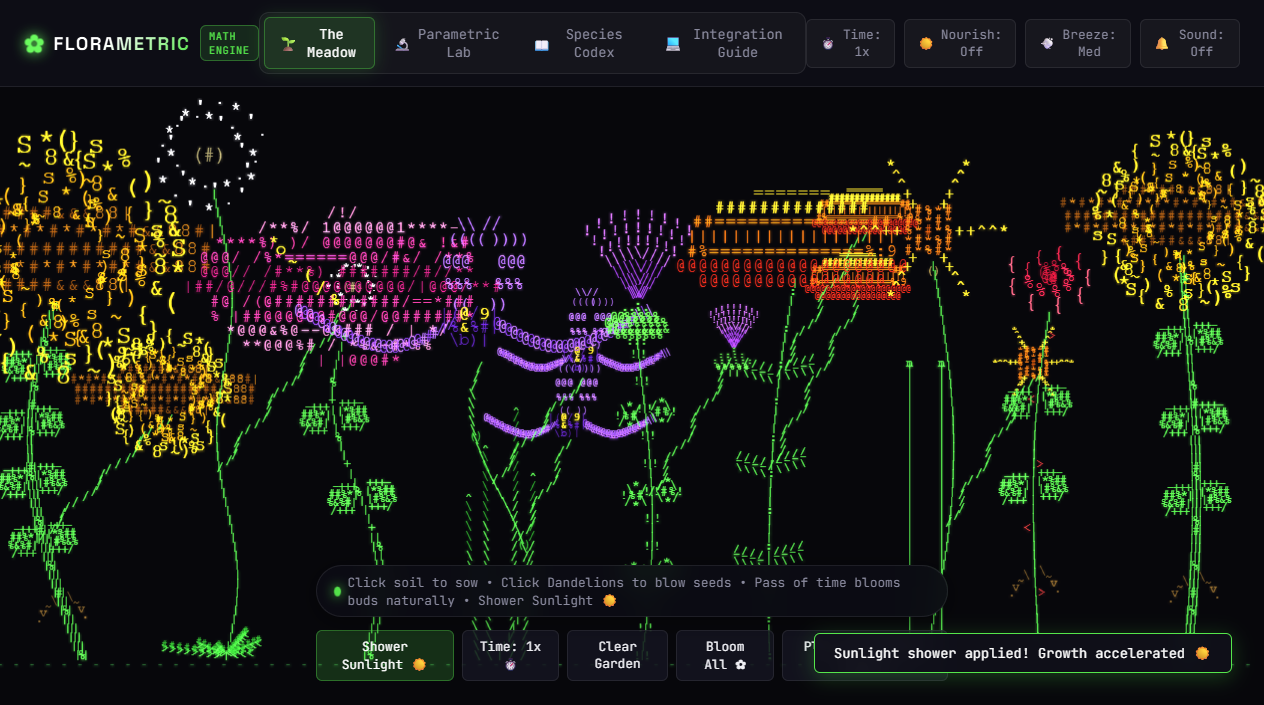 FLORAMETRIC
MATH
ENGINE
The
Meadow
Parametric
Lab
Species
Codex
Integration
Guide
Time:
1x
Nourish:
Off
Breeze:
Med
Sound:
Off
Click soil to sow • Click Dandelions to blow seeds • Pass of time blooms
buds naturally • Shower Sunlight
Shower
Sunlight
Time: 1x
Clear
Garden
Bloom
All
Sunlight shower applied! Growth accelerated